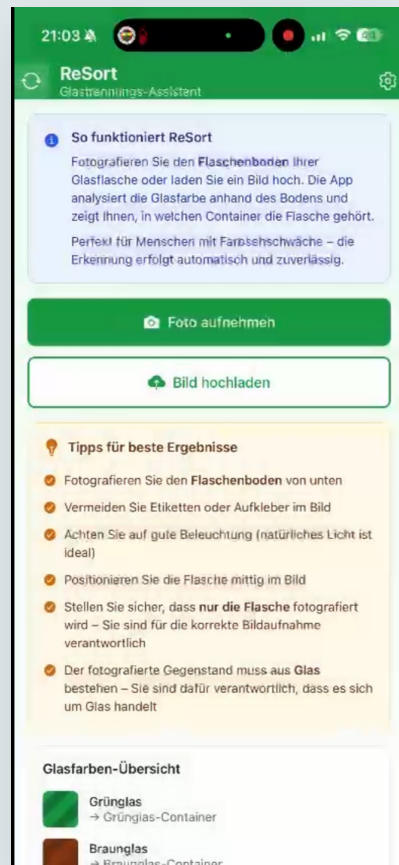 21:03
ReSort
Glastrennungs-Assistent
So funktioniert ReSort
Fotografieren Sie den Flaschenboden Ihrer
Glasflasche oder laden Sie ein Bild hoch. Die App
analysiert die Glasfarbe anhand des Bodens und
zeigt Ihnen, in welchen Container die Flasche gehört.
Perfekt für Menschen mit Farbsehschwäche – die
Erkennung erfolgt automatisch und zuverlässig.
Foto aufnehmen
Bild hochladen
Tipps für beste Ergebnisse
Fotografieren Sie den Flaschenboden von unten
Vermeiden Sie Etiketten oder Aufkleber im Bild
Achten Sie auf gute Beleuchtung (natürliches Licht ist
ideal)
Positionieren Sie die Flasche mittig im Bild
Stellen Sie sicher, dass nur die Flasche fotografiert
wird – Sie sind für die korrekte Bildaufnahme
verantwortlich
Der fotografierte Gegenstand muss aus Glas
bestehen – Sie sind dafür verantwortlich, dass es sich
um Glas handelt
Glasfarben-Übersicht
Grünglas
→ Grünglas-Container
Braunglas
→ Braunglas-Container